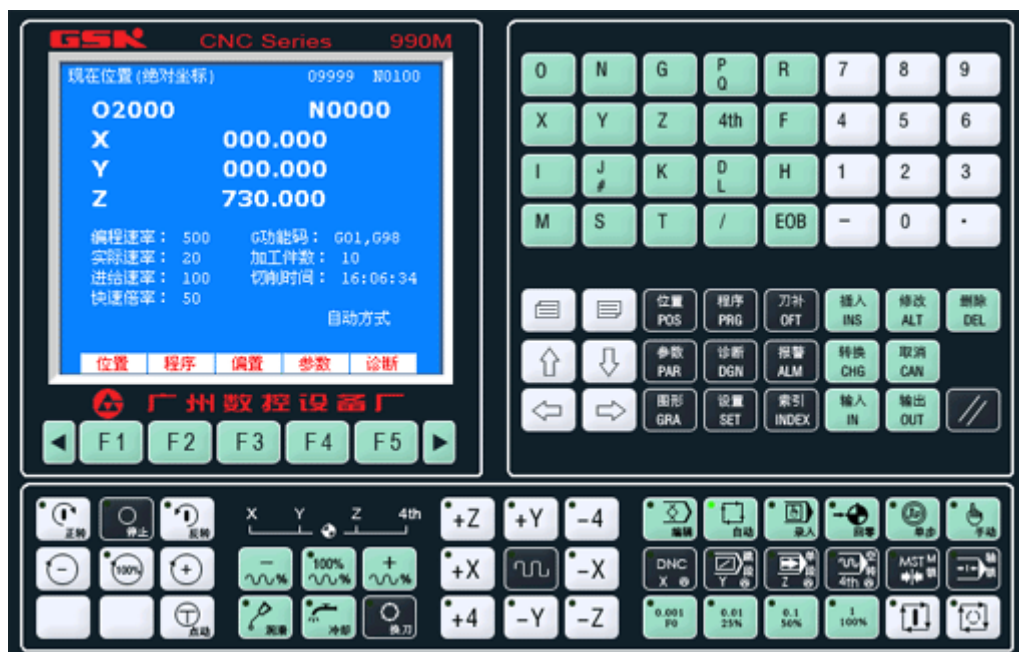 GSK CNC Series 990M
现在位置(绝对坐标) O9999 N0100
O2000 N0000
X 000.000
Y 000.000
Z 730.000
编程速率: 500 G功能码: G01,G98
实际速率: 20 加工件数: 10
进给速率: 100 切削时间: 16:06:34
快速倍率: 50
自动方式
位置 程序 偏置 参数 诊断
广州数控设备厂
F1 F2 F3 F4 F5
O N G P Q R 7 8 9
X Y Z 4th F 4 5 6
I J # K D L H 1 2 3
M S T / EOB - 0 .
位置 POS 程序 PRG 刀补 OFT 插入 INS 修改 ALT 删除 DEL
参数 PAR 诊断 DGN 报警 ALM 转换 CHG 取消 CAN
图形 GRA 设置 SET 索引 INDEX 输入 IN 输出 OUT //
正转 停止 反转 X Y Z 4th +Z +Y -4 编辑 自动 录入 回零 单步 手动
- 100% + - % 100% % + % +X -X DNC X Y Z 4th MST
点动 润滑 冷却 换刀 +4 -Y -Z 0.001 F0 0.01 25% 0.1 50% 1 100%